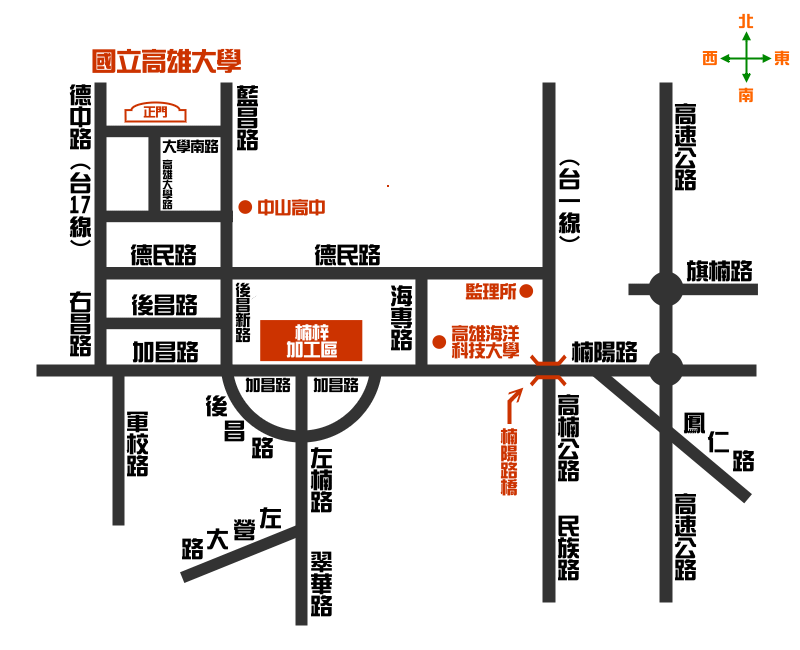 北
西 東
南
國立高雄大學
正門
德中路（台17線）
藍昌路
大學南路
高雄大學路
中山高中
德民路
德民路
（台一線）
高速公路
旗楠路
右昌路
後昌路
後昌新路
海專路
監理所
楠梓
加工區
高雄海洋
科技大學
加昌路
楠陽路
加昌路
加昌路
後昌路
軍校路
左楠路
楠陽路橋
高楠公路
鳳仁路
左營大路
翠華路
民族路
高速公路